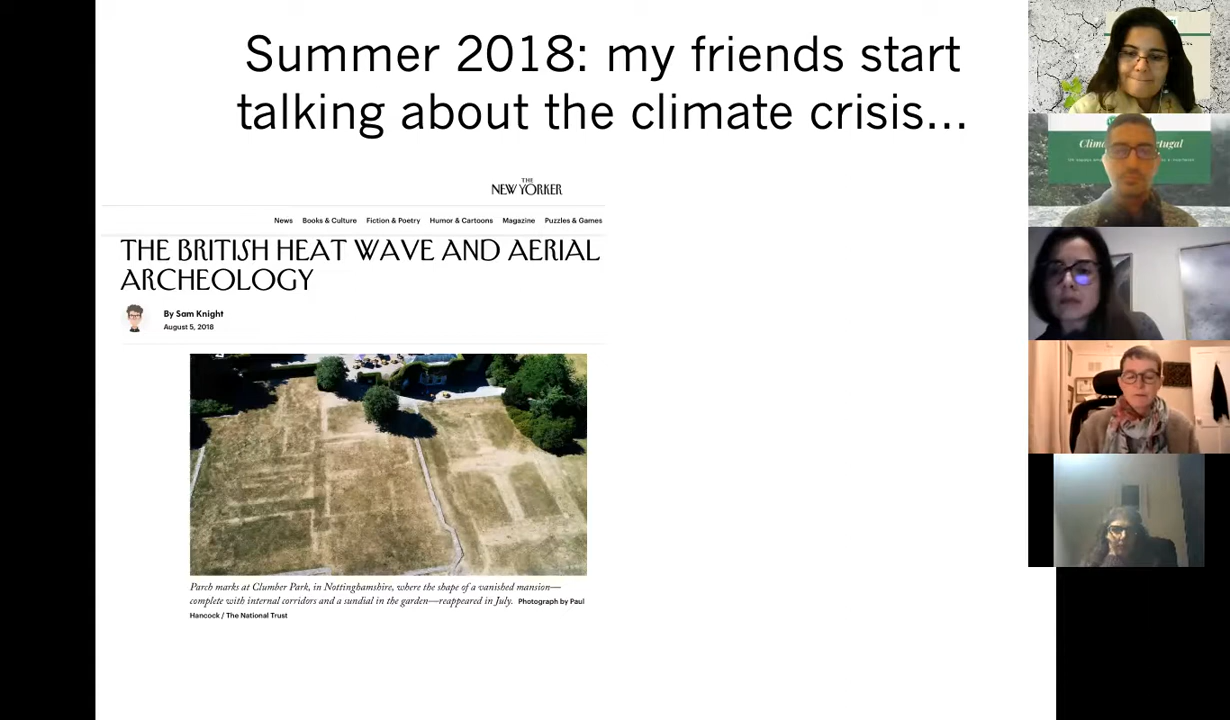 Summer 2018: my friends start
talking about the climate crisis...
THE
NEW YORKER
News Books & Culture Fiction & Poetry Humor & Cartoons Magazine Puzzles & Games
THE BRITISH HEAT WAVE AND AERIAL
ARCHEOLOGY
By Sam Knight
August 5, 2018
Parch marks at Clumber Park, in Nottinghamshire, where the shape of a vanished mansion—
complete with internal corridors and a sundial in the garden—reappeared in July. Photograph by Paul
Hancock / The National Trust